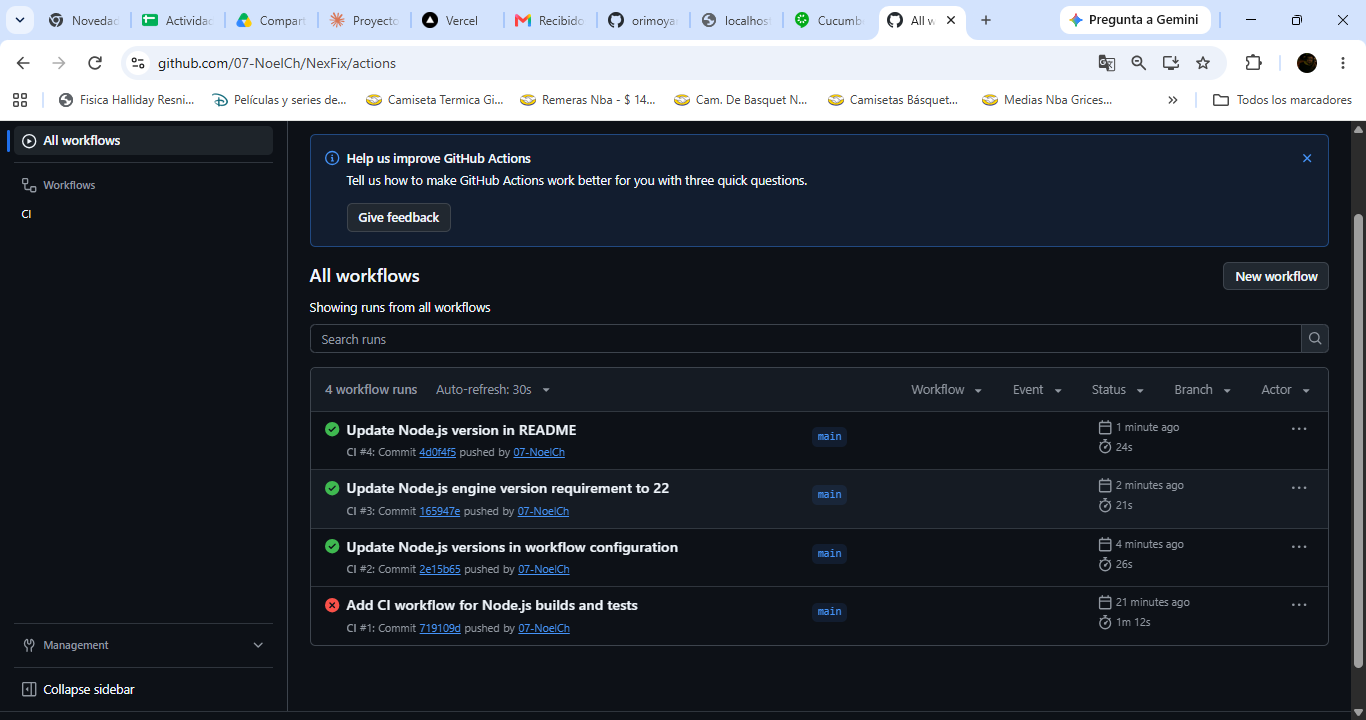 Novedad
Actividad
Compart
Proyecto
Vercel
Recibido
orimoya
localhos
Cucumb
All w
Pregunta a Gemini
github.com/07-NoelCh/NexFix/actions
Fisica Halliday Resni...
Películas y series de...
Camiseta Termica Gi...
Remeras Nba - $ 14...
Cam. De Basquet N...
Camisetas Básquet...
Medias Nba Grices...
»
Todos los marcadores
All workflows
Workflows
CI
Management
Collapse sidebar
Help us improve GitHub Actions
Tell us how to make GitHub Actions work better for you with three quick questions.
Give feedback
All workflows
New workflow
Showing runs from all workflows
Search runs
4 workflow runs Auto-refresh: 30s Workflow Event Status Branch Actor
Update Node.js version in README
CI #4: Commit 4d0f4f5 pushed by 07-NoelCh
main
1 minute ago
24s
Update Node.js engine version requirement to 22
CI #3: Commit 165947e pushed by 07-NoelCh
main
2 minutes ago
21s
Update Node.js versions in workflow configuration
CI #2: Commit 2e15b65 pushed by 07-NoelCh
main
4 minutes ago
26s
Add CI workflow for Node.js builds and tests
CI #1: Commit 719109d pushed by 07-NoelCh
main
21 minutes ago
1m 12s